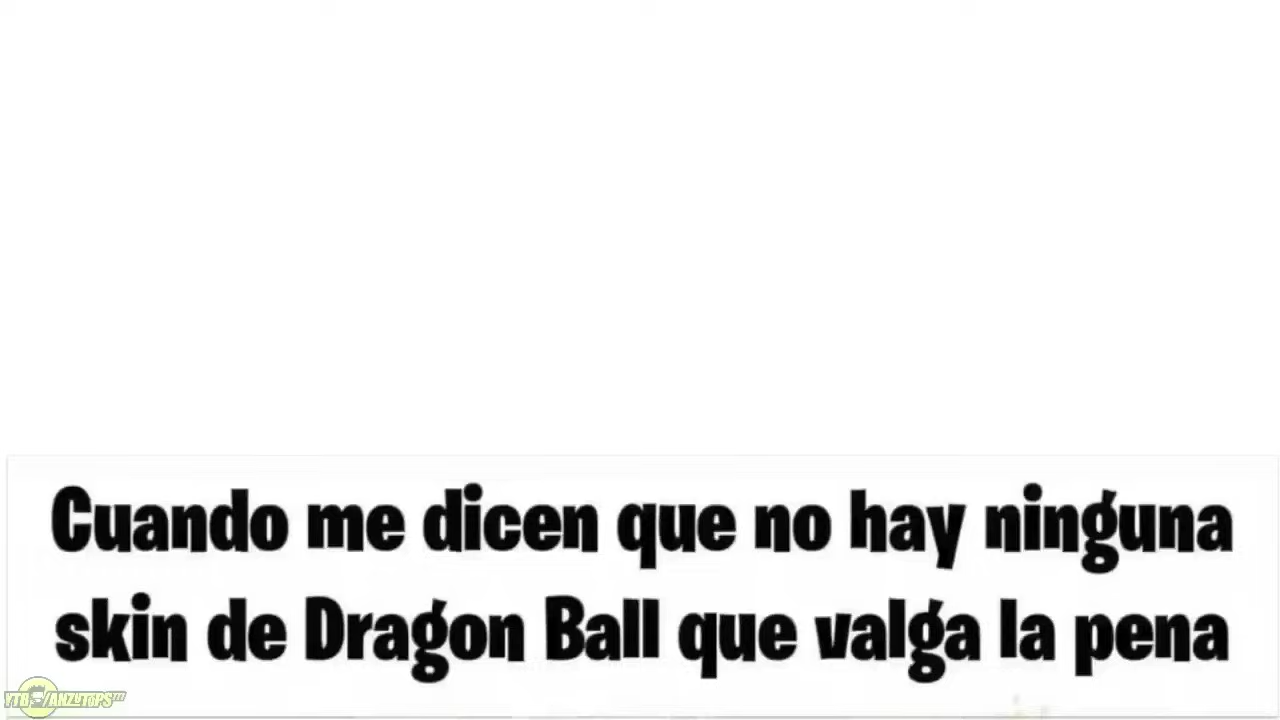 Cuando me dicen que no hay ninguna
skin de Dragon Ball que valga la pena